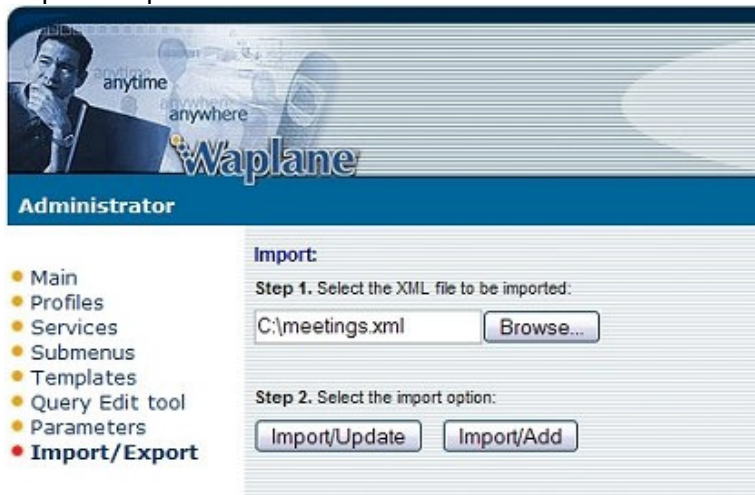 anytime
anywhere
Waplane
Administrator
Main
Profiles
Services
Submenus
Templates
Query Edit tool
Parameters
Import/Export
Import:
Step 1. Select the XML file to be imported:
C:\meetings.xml Browse...
Step 2. Select the import option:
Import/Update Import/Add